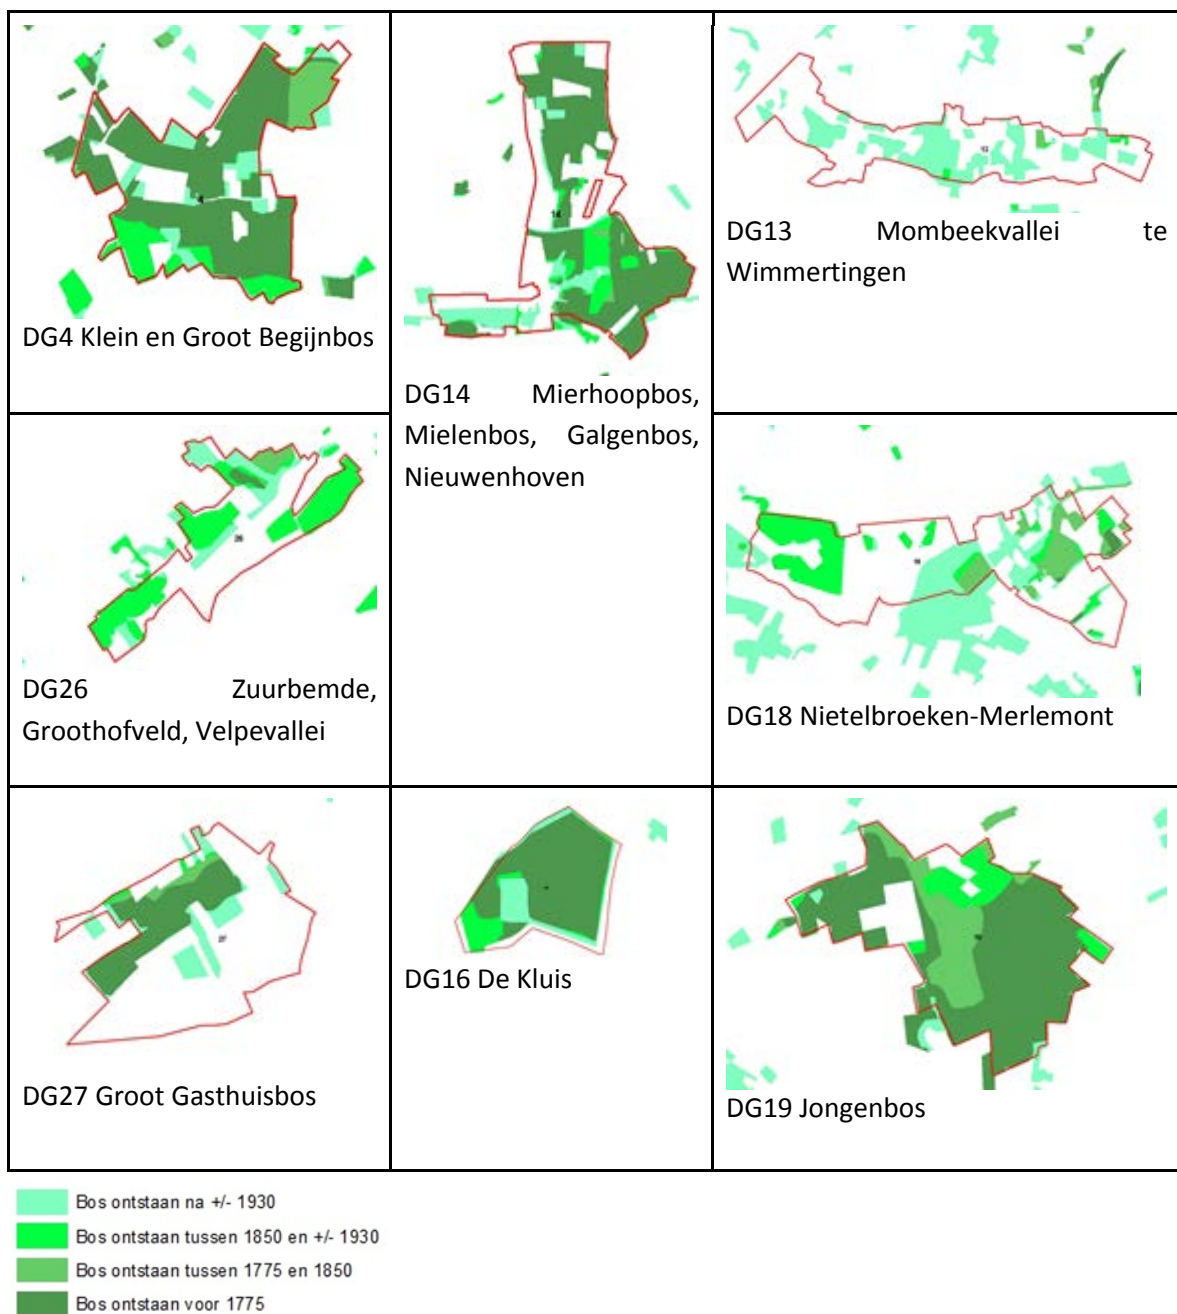 DG4 Klein en Groot Begijnbos
DG14 Mierhoopbos,
Mielenbos, Galgenbos,
Nieuwenhoven
DG13 Mombeekvallei te
Wimmertingen
DG26 Zuurbemde,
Groothofveld, Velpevallei
DG18 Nietelbroeken-Merlemont
DG27 Groot Gasthuisbos
DG16 De Kluis
DG19 Jongenbos
Bos ontstaan na +/- 1930
Bos ontstaan tussen 1850 en +/- 1930
Bos ontstaan tussen 1775 en 1850
Bos ontstaan voor 1775